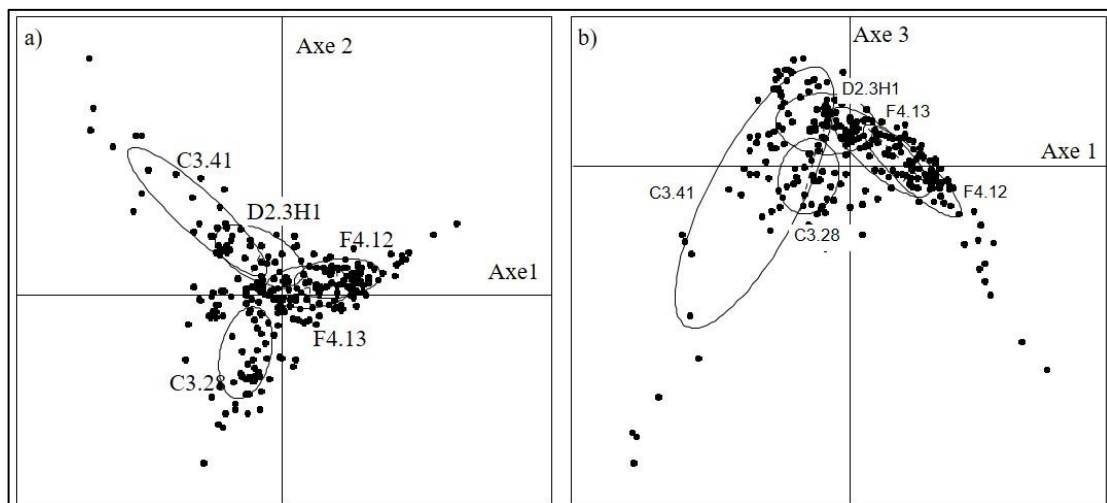 a)
Axe 2
C3.41
D2.3H1
F4.12
Axe1
F4.13
C3.28
b)
Axe 3
D2.3H1
F4.13
Axe 1
C3.41
F4.12
C3.28